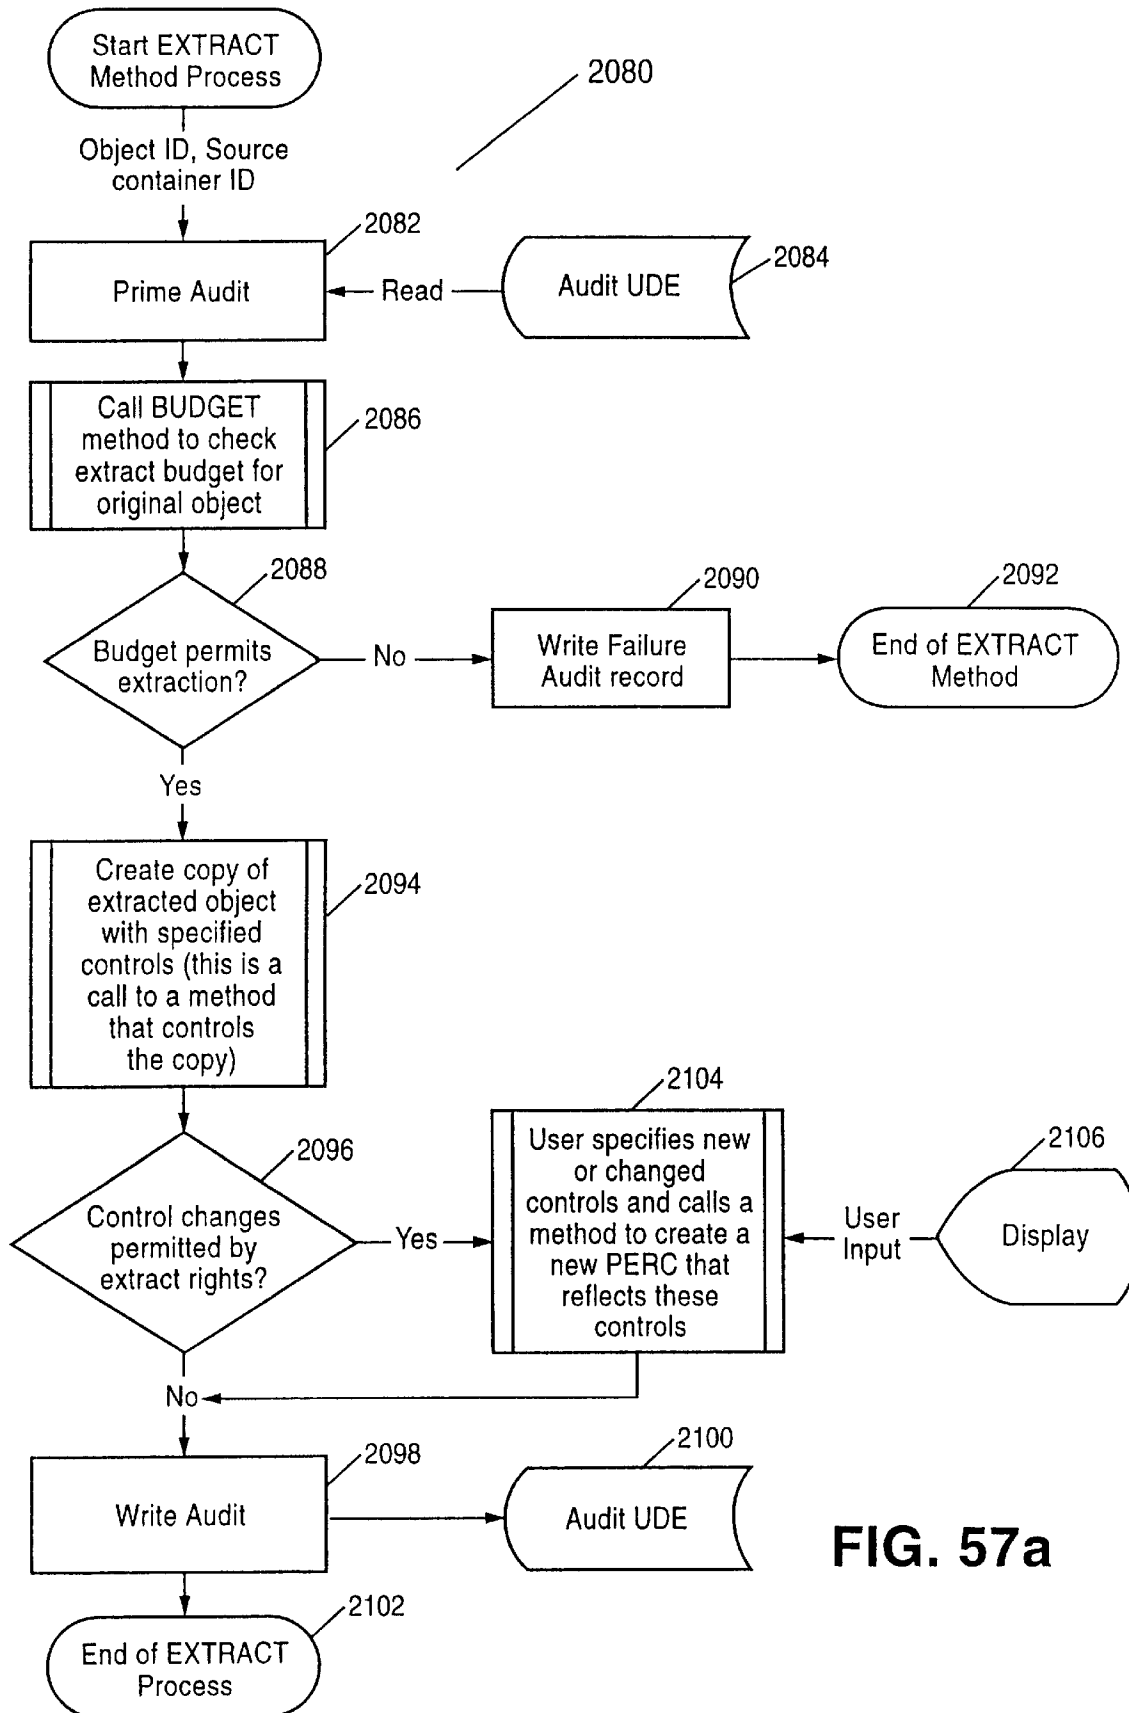 Start EXTRACT
Method Process
2080
Object ID, Source
container ID
2082
Prime Audit
Read
Audit UDE
2084
Call BUDGET
method to check
extract budget for
original object
2086
2088
Budget permits
extraction?
No
2090
Write Failure
Audit record
2092
End of EXTRACT
Method
Yes
Create copy of
extracted object
with specified
controls (this is a
call to a method
that controls
the copy)
2094
2096
Control changes
permitted by
extract rights?
Yes
2104
User specifies new
or changed
controls and calls a
method to create a
new PERC that
reflects these
controls
User
Input
2106
Display
No
2098
Write Audit
2100
Audit UDE
FIG. 57a
2102
End of EXTRACT
Process